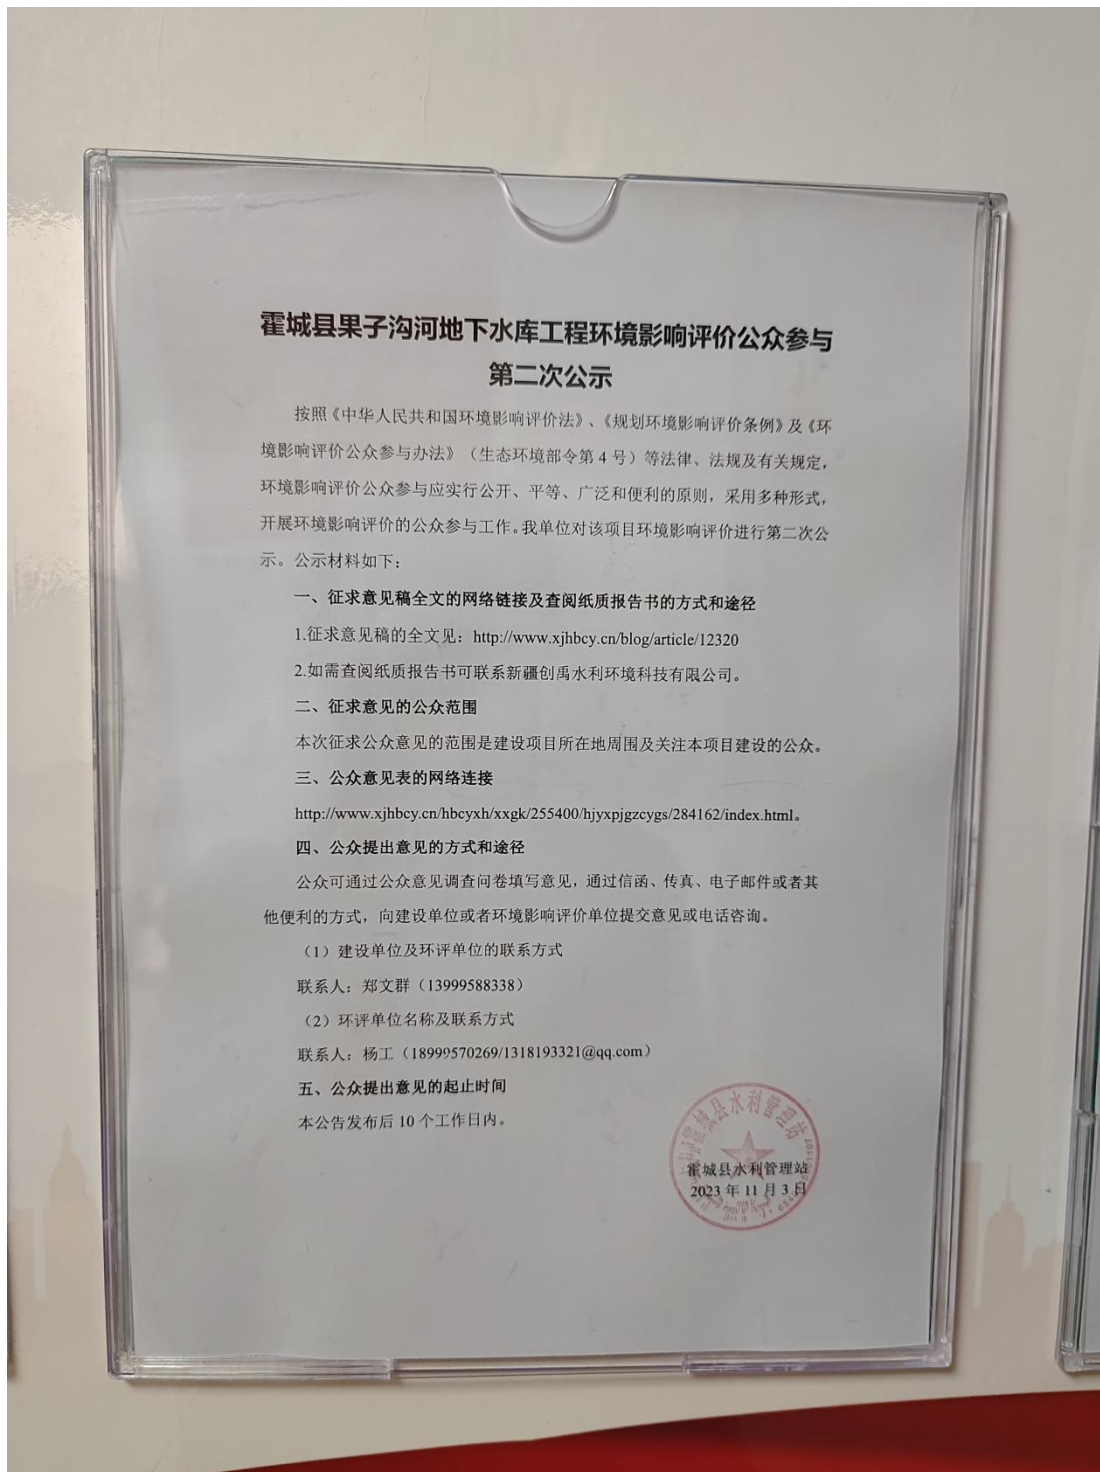 霍城县果子沟河地下水库工程环境影响评价公众参与
第二次公示
按照《中华人民共和国环境影响评价法》、《规划环境影响评价条例》及《环
境影响评价公众参与办法》（生态环境部令第 4 号）等法律、法规及有关规定，
环境影响评价公众参与应实行公开、平等、广泛和便利的原则，采用多种形式，
开展环境影响评价的公众参与工作。我单位对该项目环境影响评价进行第二次公
示。公示材料如下：
一、征求意见稿全文的网络链接及查阅纸质报告书的方式和途径
1.征求意见稿的全文见：http://www.xjhbcy.cn/blog/article/12320
2.如需查阅纸质报告书可联系新疆创禹水利环境科技有限公司。
二、征求意见的公众范围
本次征求公众意见的范围是建设项目所在地周围及关注本项目建设的公众。
三、公众意见表的网络连接
http://www.xjhbcy.cn/hbcyxh/xxgk/255400/hjyxpjgzcygs/284162/index.html。
四、公众提出意见的方式和途径
公众可通过公众意见调查问卷填写意见，通过信函、传真、电子邮件或者其
他便利的方式，向建设单位或者环境影响评价单位提交意见或电话咨询。
（1）建设单位及环评单位的联系方式
联系人：郑文群（13999588338）
（2）环评单位名称及联系方式
联系人：杨工（18999570269/1318193321@qq.com）
五、公众提出意见的起止时间
本公告发布后 10 个工作日内。
霍城县水利管理站
霍城县水利管理站
2023 年 11 月 3 日